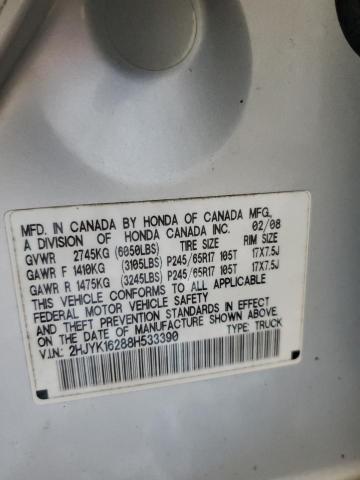 MFD. IN CANADA BY HONDA OF CANADA MFG.,
A DIVISION OF HONDA CANADA INC. 02/08
GVWR 2745KG (6050LBS) TIRE SIZE RIM SIZE
GAWR F 1410KG (3105LBS) P245/65R17 105T 17X7.5J
GAWR R 1475KG (3245LBS) P245/65R17 105T 17X7.5J
THIS VEHICLE CONFORMS TO ALL APPLICABLE
FEDERAL MOTOR VEHICLE SAFETY
AND THEFT PREVENTION STANDARDS IN EFFECT
ON THE DATE OF MANUFACTURE SHOWN ABOVE.
V.I.N: 2HJYK16288H533390 TYPE: TRUCK